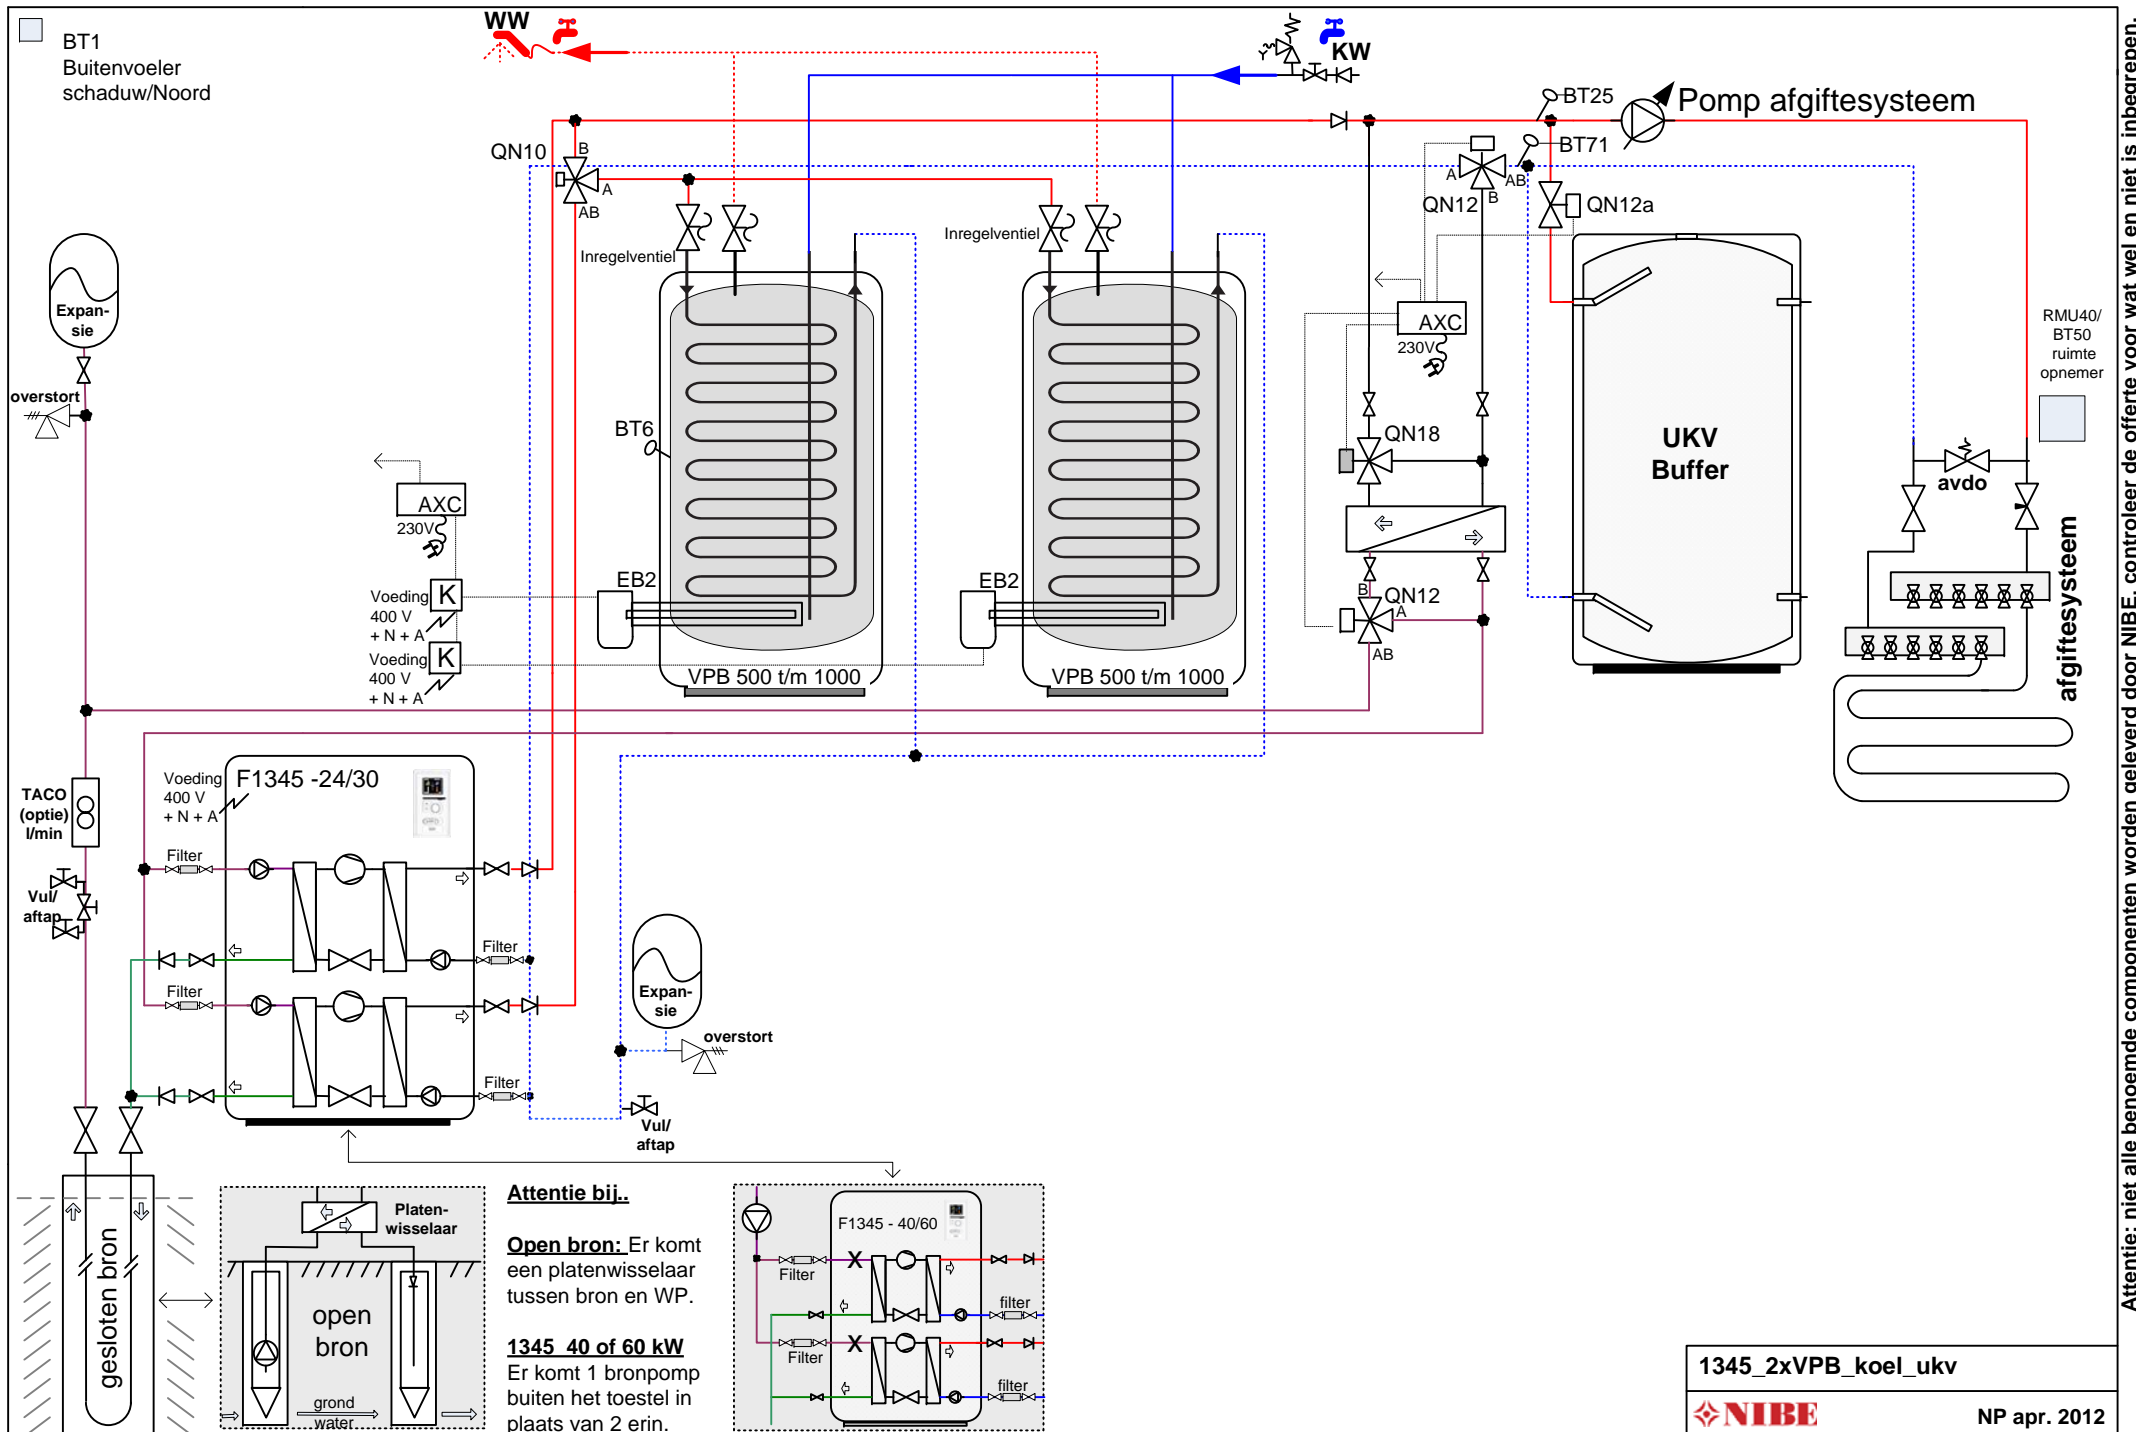 BT1
Buitenvoeler
schaduw/Noord
WW
KW
BT25
Pomp afgiftesysteem
BT71
QN10
B
A
AB
A
AB
B
QN12
QN12a
Inregelventiel
Inregelventiel
Expan-
sie
overstort
AXC
230V
RMU40/
BT50
ruimte
opnemer
BT6
QN18
UKV
Buffer
avdo
AXC
230V
afgiftesysteem
EB2
EB2
B
QN12
A
AB
Voeding
400 V
+ N + A
K
Voeding
400 V
+ N + A
K
VPB 500 t/m 1000
VPB 500 t/m 1000
TACO
(optie)
l/min
Voeding
400 V
+ N + A
F1345 -24/30
Filter
Vul/
aftap
Filter
Filter
Filter
Expan-
sie
overstort
Vul/
aftap
gesloten bron
Platen-
wisselaar
open
bron
grond
water
Attentie bij..
Open bron: Er komt
een platenwisselaar
tussen bron en WP.
1345 40 of 60 kW
Er komt 1 bronpomp
buiten het toestel in
plaats van 2 erin.
F1345 - 40/60
Filter
filter
Filter
filter
X
X
1345_2xVPB_koel_ukv
NIBE
NP apr. 2012
Attentie: niet alle benoemde componenten worden geleverd door NIBE, controleer de offerte voor wat wel en niet is inbegrepen.